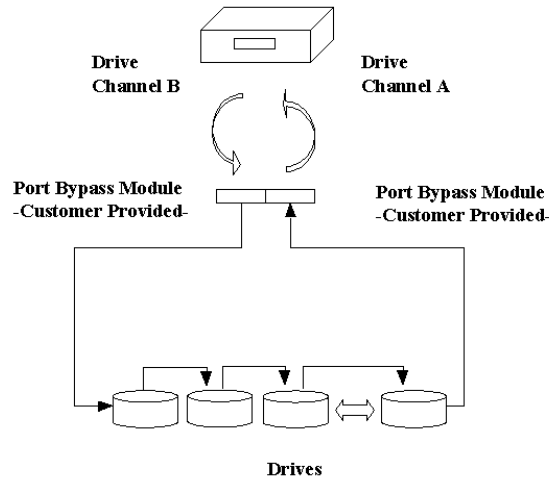 Drive
Channel B
Drive
Channel A
Port Bypass Module
-Customer Provided-
Port Bypass Module
-Customer Provided-
Drives